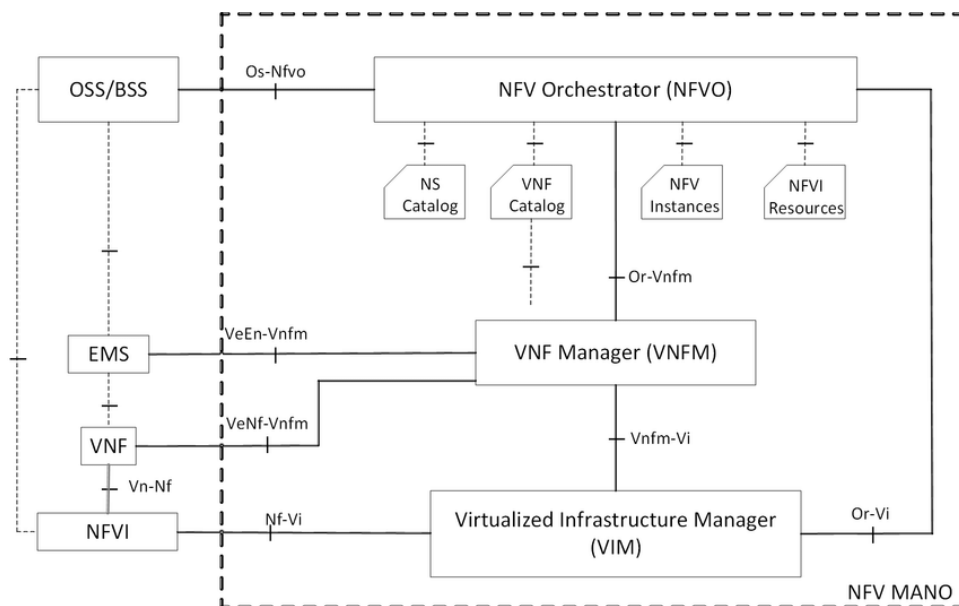 Os-Nfvo
OSS/BSS
NFV Orchestrator (NFVO)
NS
Catalog
VNF
Catalog
NFV
Instances
NFVI
Resources
Or-Vnfm
VeEn-Vnfm
EMS
VNF Manager (VNFM)
VeNf-Vnfm
VNF
Vnfm-Vi
Vn-Nf
NFVI
Nf-Vi
Virtualized Infrastructure Manager
(VIM)
Or-Vi
NFV MANO